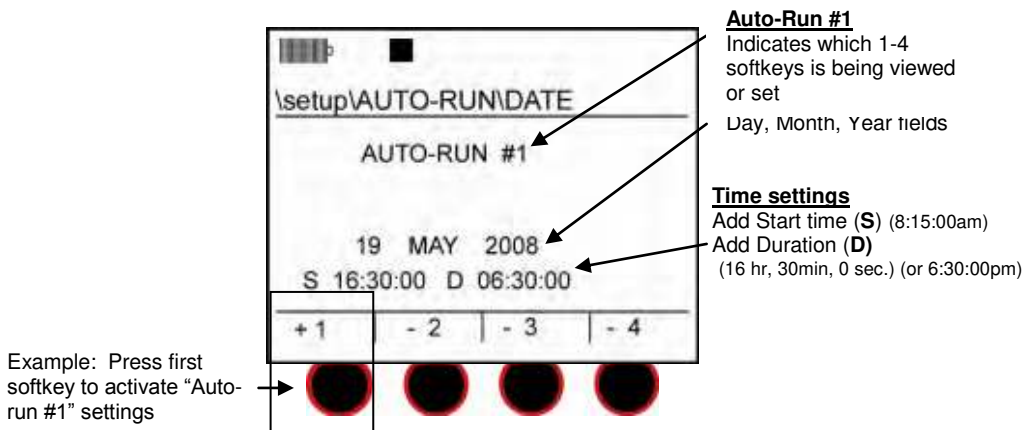 Auto-Run #1
Indicates which 1-4
softkeys is being viewed
or set
Day, Month, Year fields
\setup\AUTO-RUN\DATE
AUTO-RUN #1
19 MAY 2008
S 16:30:00 D 06:30:00
+ 1 - 2 - 3 - 4
Time settings
Add Start time (S) (8:15:00am)
Add Duration (D)
(16 hr, 30min, 0 sec.) (or 6:30:00pm)
Example: Press first
softkey to activate “Auto-
run #1” settings